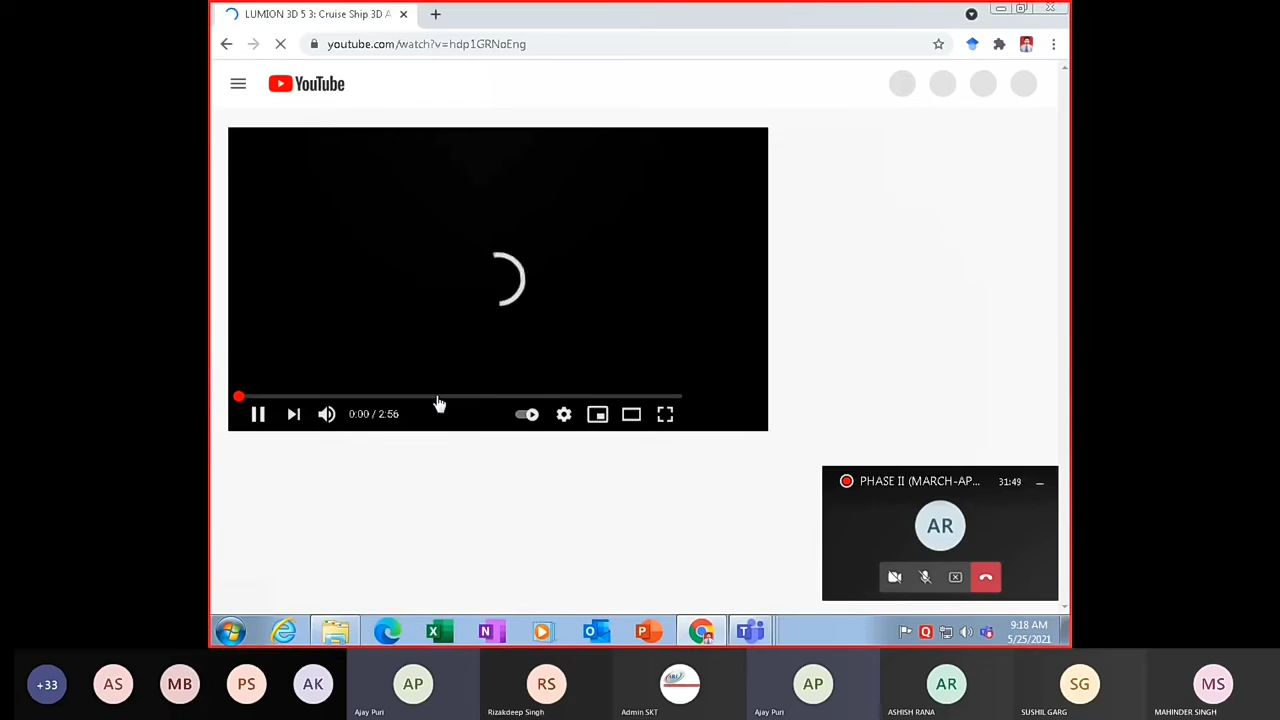 LUMION 3D 5 3: Cruise Ship 3D A
youtube.com/watch?v=hdp1GRNoEng
YouTube
0:00 / 2:56
PHASE II (MARCH-AP... 31:49
AR
9:18 AM
5/25/2021
+33 AS MB PS AK AP RS AP AR SG MS
Ajay Puri Rizakdeep Singh Admin SKT Ajay Puri ASHISH RANA SUSHIL GARG MAHINDER SINGH